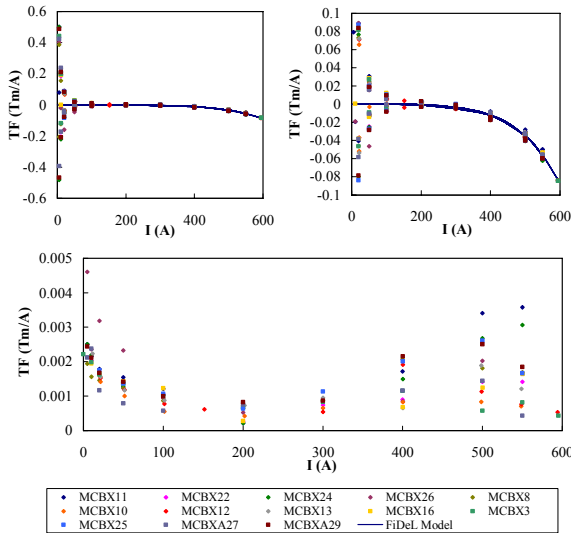 0.6
0.4
0.2
0
-0.2
-0.4
-0.6
TF (Tm/A)
0 200 400 600
I (A)
0.1
0.08
0.06
0.04
0.02
0
-0.02
-0.04
-0.06
-0.08
-0.1
TF (Tm/A)
0 200 400 600
I (A)
0.005
0.004
0.003
0.002
0.001
0
TF (Tm/A)
0 100 200 300 400 500 600
I (A)
MCBX11 MCBX22 MCBX24 MCBX26 MCBX8
MCBX10 MCBX12 MCBX13 MCBX16 MCBX3
MCBX25 MCBXA27 MCBXA29 FiDeL Model